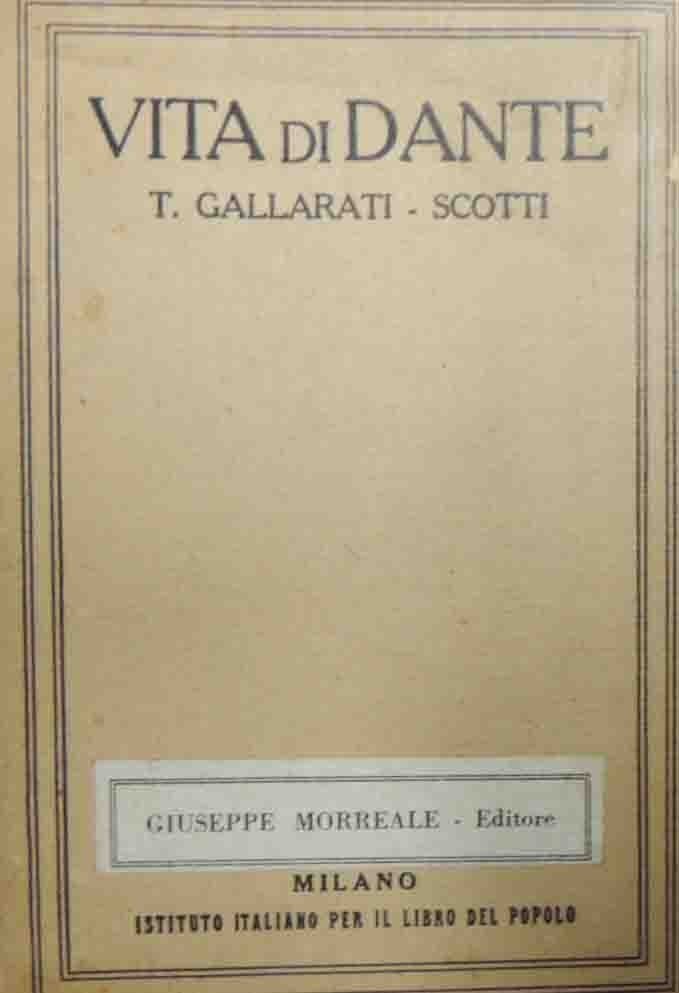 VITA DI DANTE
T. GALLARATI - SCOTTI
GIUSEPPE MORREALE - Editore
MILANO
ISTITUTO ITALIANO PER IL LIBRO DEL POPOLO